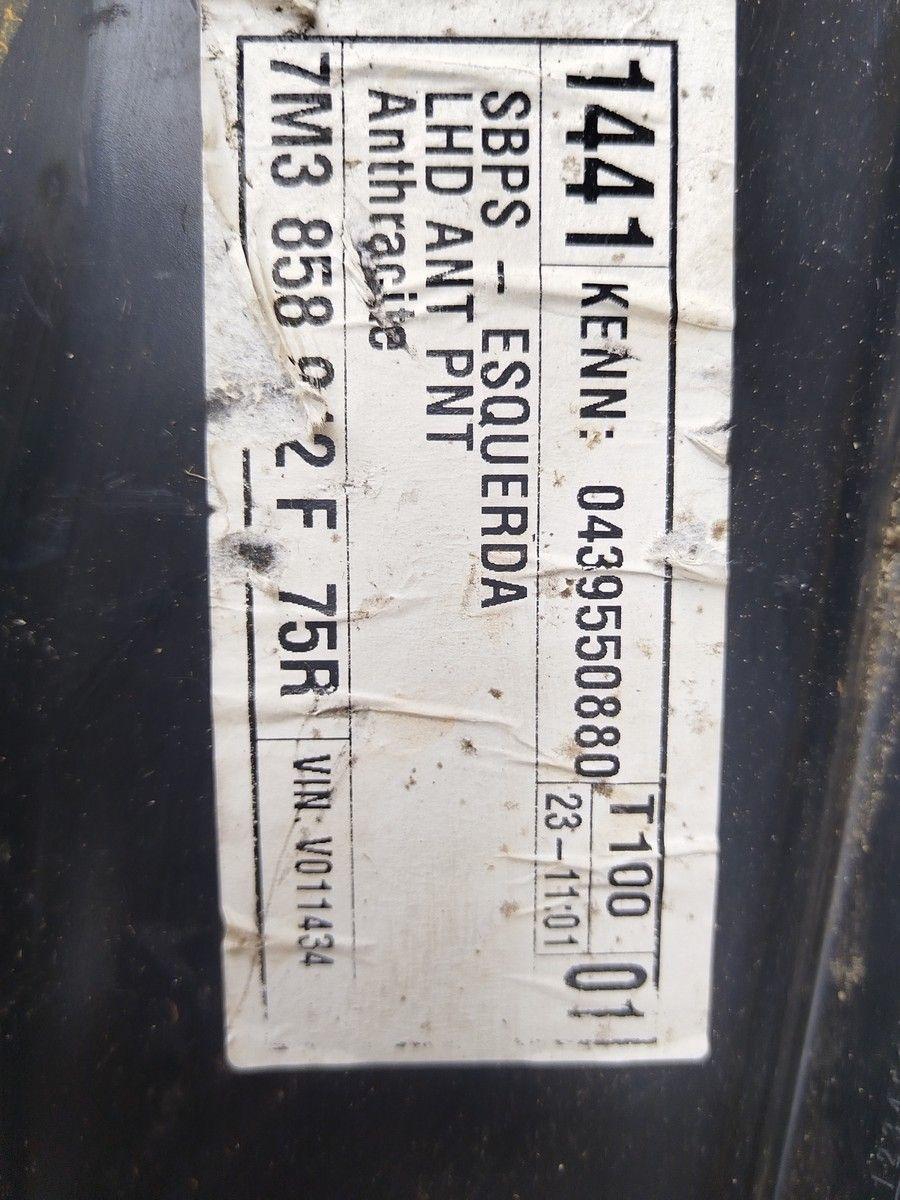 1441 KENN: 0439550880 T100 01
23-11:01
SBPS - ESQUERDA
LHD ANT PNT
Anthracite
7M3 858 2 F 75R VIN: V011434